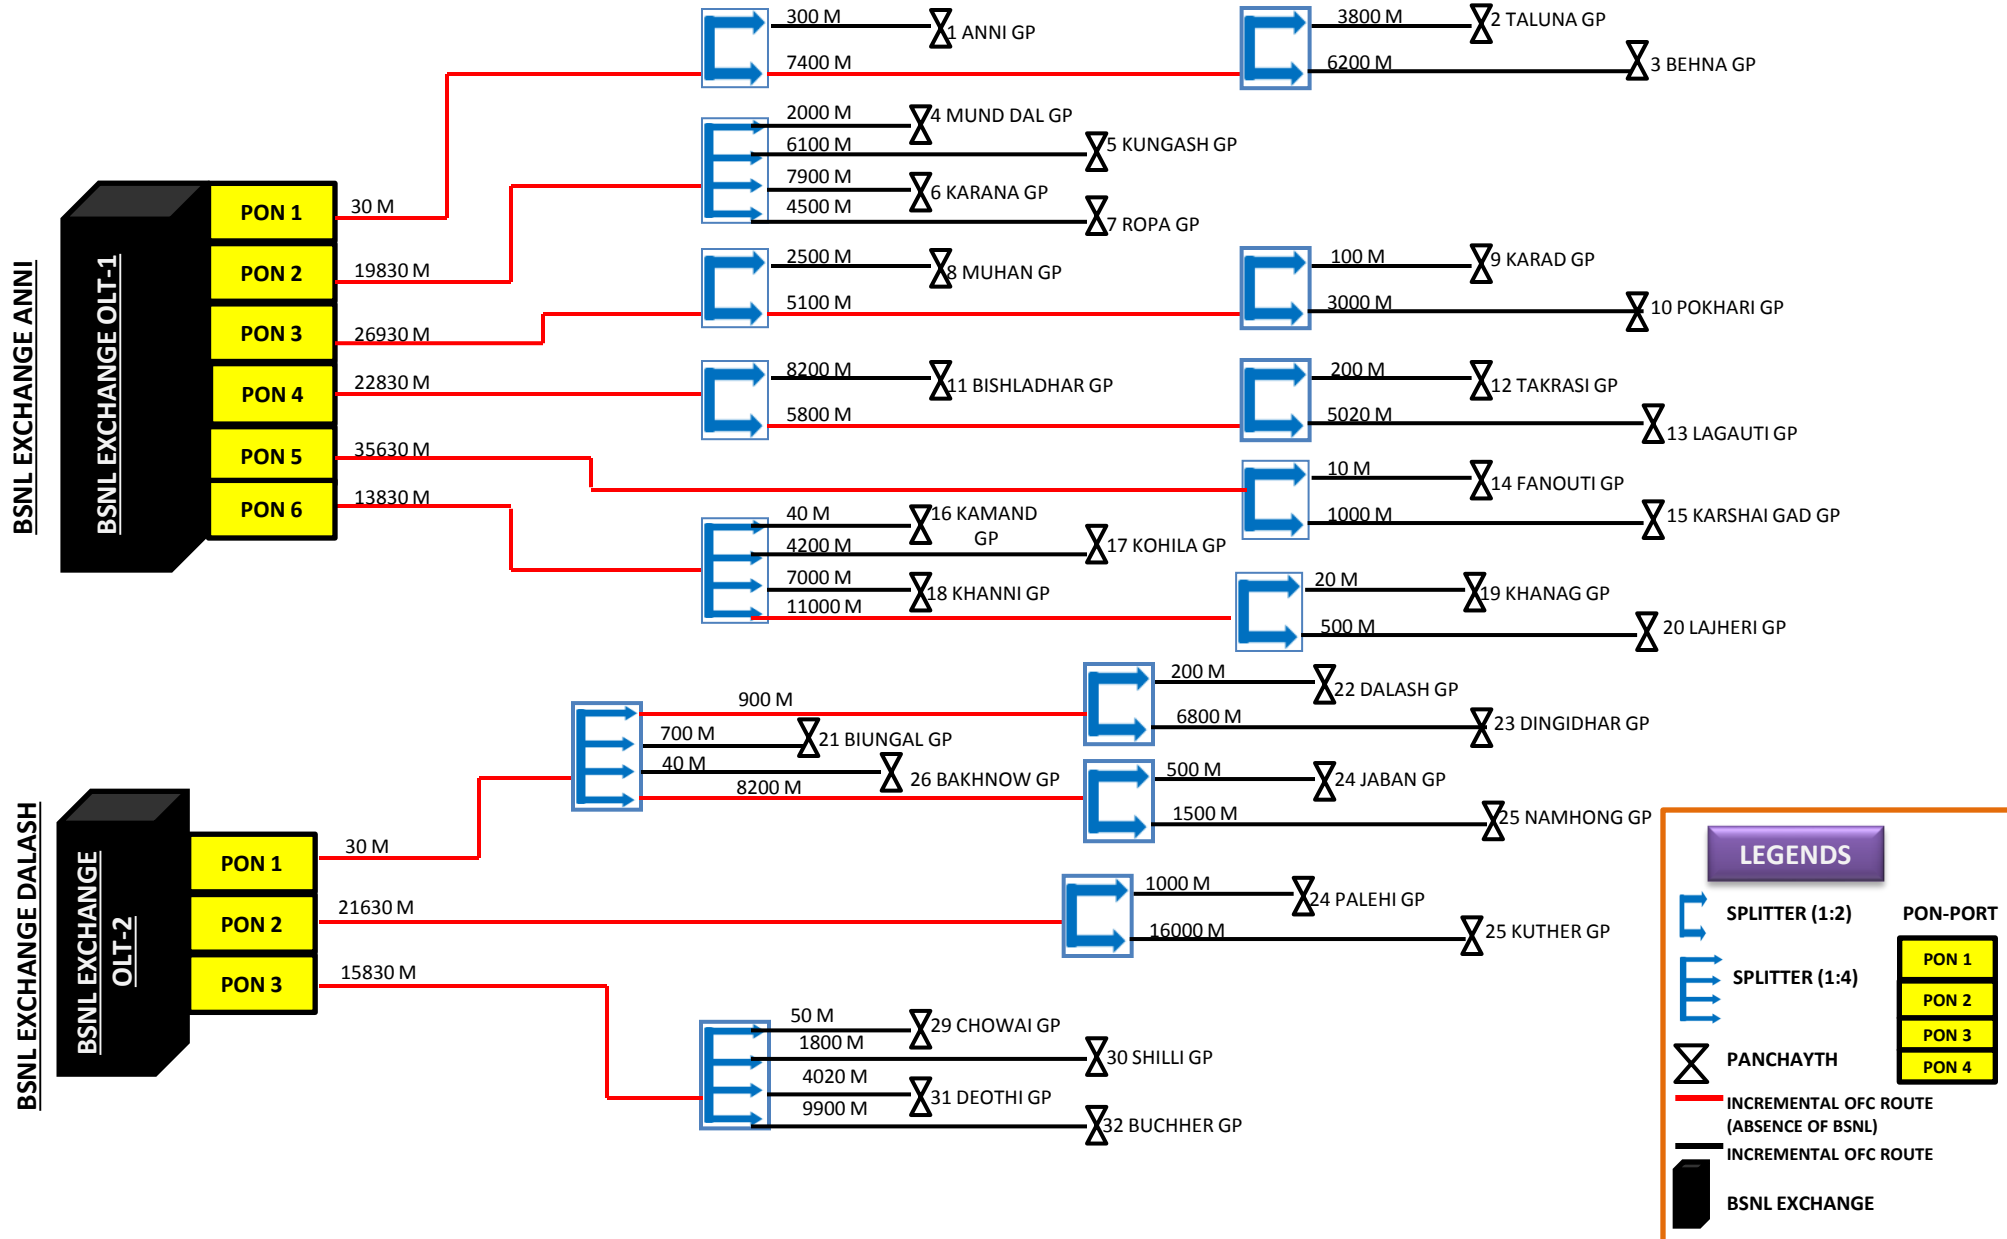 BSNL EXCHANGE ANNI
BSNL EXCHANGE OLT-1
PON 1
PON 2
PON 3
PON 4
PON 5
PON 6
30 M
19830 M
26930 M
22830 M
35630 M
13830 M
300 M
1 ANNI GP
7400 M
3800 M
2 TALUNA GP
6200 M
3 BEHNA GP
2000 M
4 MUND DAL GP
6100 M
5 KUNGASH GP
7900 M
6 KARANA GP
4500 M
7 ROPA GP
2500 M
8 MUHAN GP
5100 M
100 M
9 KARAD GP
3000 M
10 POKHARI GP
8200 M
11 BISHLADHAR GP
5800 M
200 M
12 TAKRASI GP
5020 M
13 LAGAUTI GP
10 M
14 FANOUTI GP
1000 M
15 KARSHAI GAD GP
40 M
16 KAMAND
GP
4200 M
17 KOHILA GP
7000 M
18 KHANNI GP
11000 M
20 M
19 KHANAG GP
500 M
20 LAJHERI GP
BSNL EXCHANGE DALASH
BSNL EXCHANGE
OLT-2
PON 1
PON 2
PON 3
30 M
21630 M
15830 M
900 M
700 M
21 BIUNGAL GP
40 M
26 BAKHNOW GP
8200 M
200 M
22 DALASH GP
6800 M
23 DINGIDHAR GP
500 M
24 JABAN GP
1500 M
25 NAMHONG GP
1000 M
24 PALEHI GP
16000 M
25 KUTHER GP
50 M
29 CHOWAI GP
1800 M
30 SHILLI GP
4020 M
31 DEOTHI GP
9900 M
32 BUCHHER GP
LEGENDS
SPLITTER (1:2)
SPLITTER (1:4)
PANCHAYTH
INCREMENTAL OFC ROUTE
(ABSENCE OF BSNL)
INCREMENTAL OFC ROUTE
BSNL EXCHANGE
PON-PORT
PON 1
PON 2
PON 3
PON 4